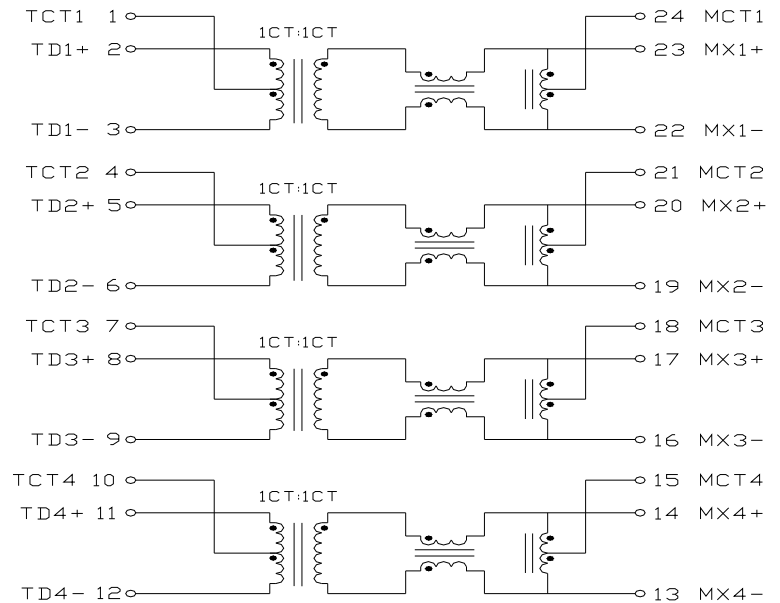 TCT1 1 24 MCT1
1CT:1CT
TD1+ 2 23 MX1+
TD1- 3 22 MX1-
TCT2 4 21 MCT2
1CT:1CT
TD2+ 5 20 MX2+
TD2- 6 19 MX2-
TCT3 7 18 MCT3
1CT:1CT
TD3+ 8 17 MX3+
TD3- 9 16 MX3-
TCT4 10 15 MCT4
1CT:1CT
TD4+ 11 14 MX4+
TD4- 12 13 MX4-